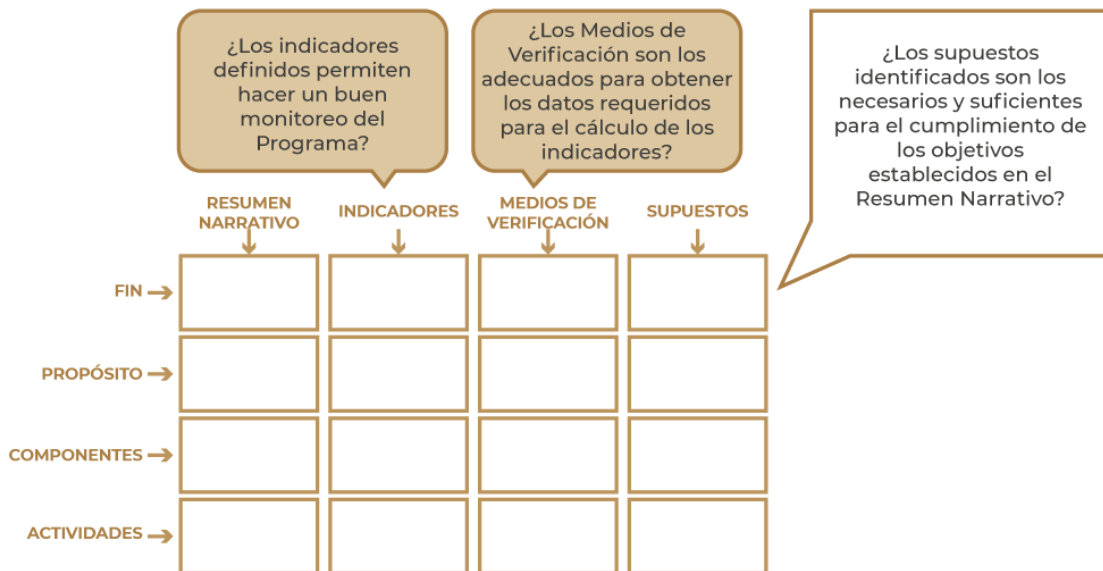 ¿Los indicadores
definidos permiten
hacer un buen
monitoreo del
Programa?
¿Los Medios de
Verificación son los
adecuados para obtener
los datos requeridos
para el cálculo de los
indicadores?
¿Los supuestos
identificados son los
necesarios y suficientes
para el cumplimiento de
los objetivos
establecidos en el
Resumen Narrativo?
RESUMEN
NARRATIVO
INDICADORES
MEDIOS DE
VERIFICACIÓN
SUPUESTOS
FIN
PROPÓSITO
COMPONENTES
ACTIVIDADES